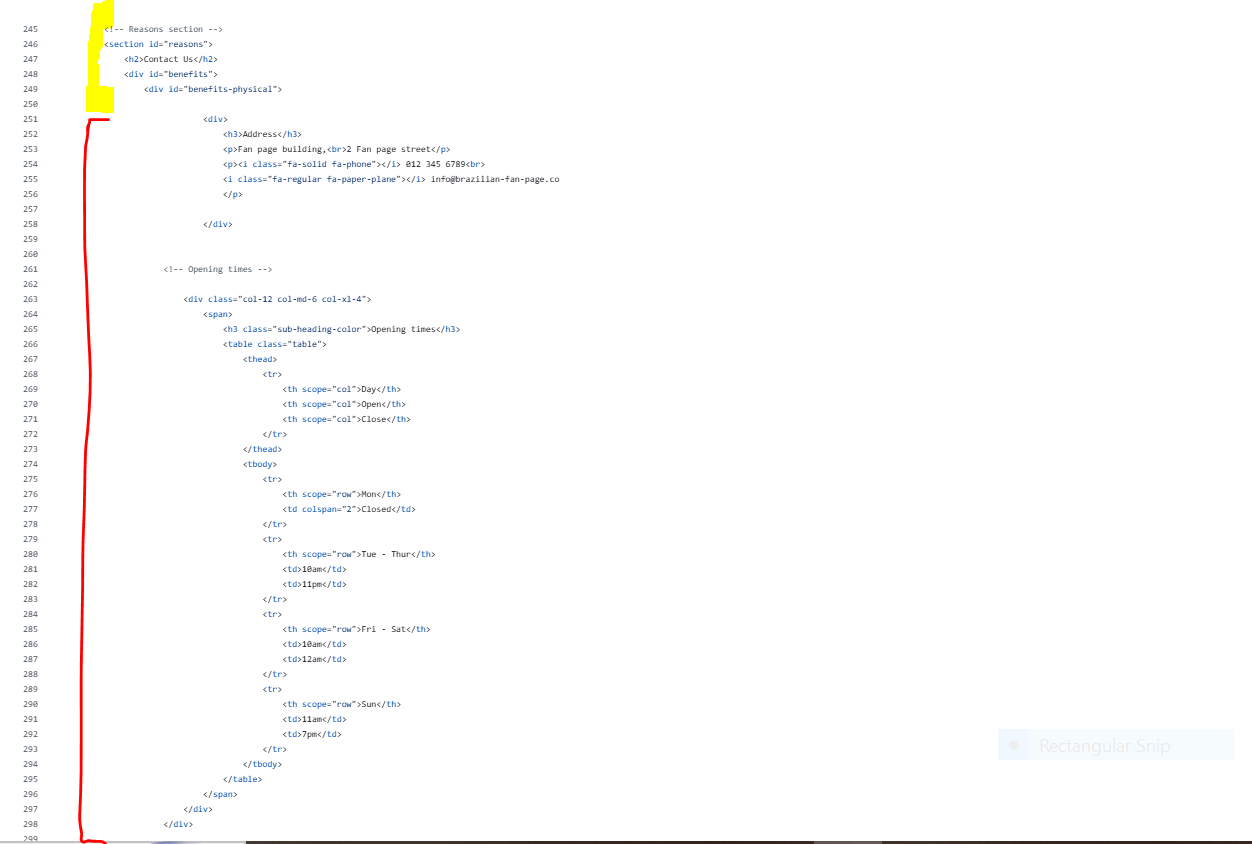 245 <!-- Reasons section -->
246 <section id="reasons">
247 <h2>Contact Us</h2>
248 <div id="benefits">
249 <div id="benefits-physical">
250
251 <div>
252 <h3>Address</h3>
253 <p>Fan page building,<br>2 Fan page street</p>
254 <p><i class="fa-solid fa-phone"></i> 012 345 6789<br>
255 <i class="fa-regular fa-paper-plane"></i> info@brazilian-fan-page.co
256 </p>
257
258 </div>
259
260
261 <!-- Opening times -->
262
263 <div class="col-12 col-md-6 col-xl-4">
264 <span>
265 <h3 class="sub-heading-color">Opening times</h3>
266 <table class="table">
267 <thead>
268 <tr>
269 <th scope="col">Day</th>
270 <th scope="col">Open</th>
271 <th scope="col">Close</th>
272 </tr>
273 </thead>
274 <tbody>
275 <tr>
276 <th scope="row">Mon</th>
277 <td colspan="2">Closed</td>
278 </tr>
279 <tr>
280 <th scope="row">Tue - Thur</th>
281 <td>10am</td>
282 <td>11pm</td>
283 </tr>
284 <tr>
285 <th scope="row">Fri - Sat</th>
286 <td>10am</td>
287 <td>12am</td>
288 </tr>
289 <tr>
290 <th scope="row">Sun</th>
291 <td>11am</td>
292 <td>7pm</td>
293 </tr>
Rectangular Snip
294 </tbody>
295 </table>
296 </span>
297 </div>
298 </div>
299